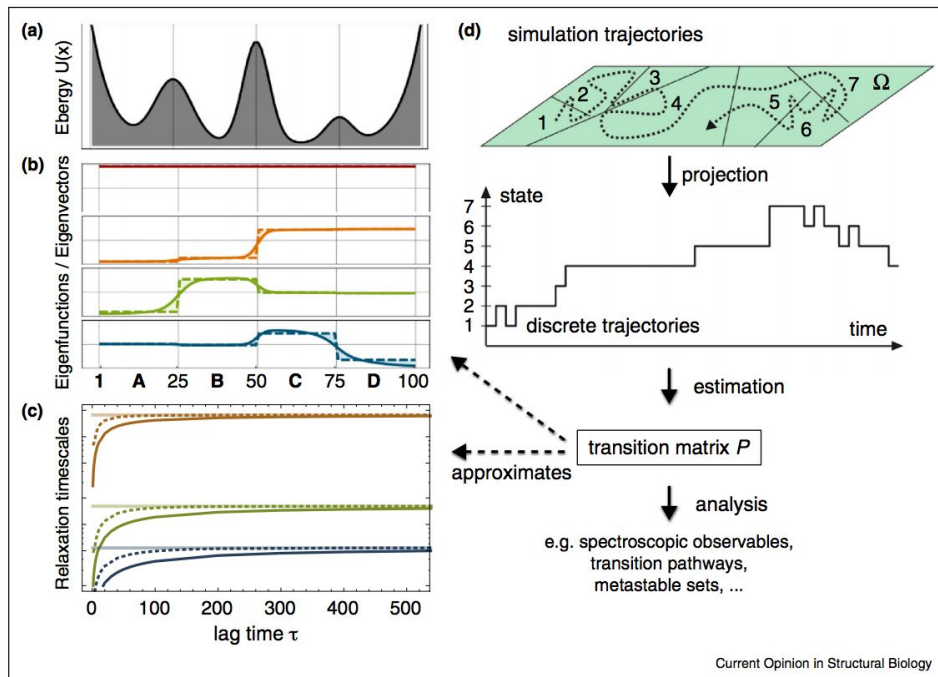 (a)
Ebergy U(x)
(b)
Eigenfunctions / Eigenvectors
1 A 25 B 50 C 75 D 100
(c)
Relaxation timescales
0 100 200 300 400 500
lag time τ
(d)
simulation trajectories
1 2 3 4 5 6 7 Ω
projection
state
7
6
5
4
3
2
1
discrete trajectories
time
estimation
transition matrix P
approximates
analysis
e.g. spectroscopic observables,
transition pathways,
metastable sets, ...
Current Opinion in Structural Biology